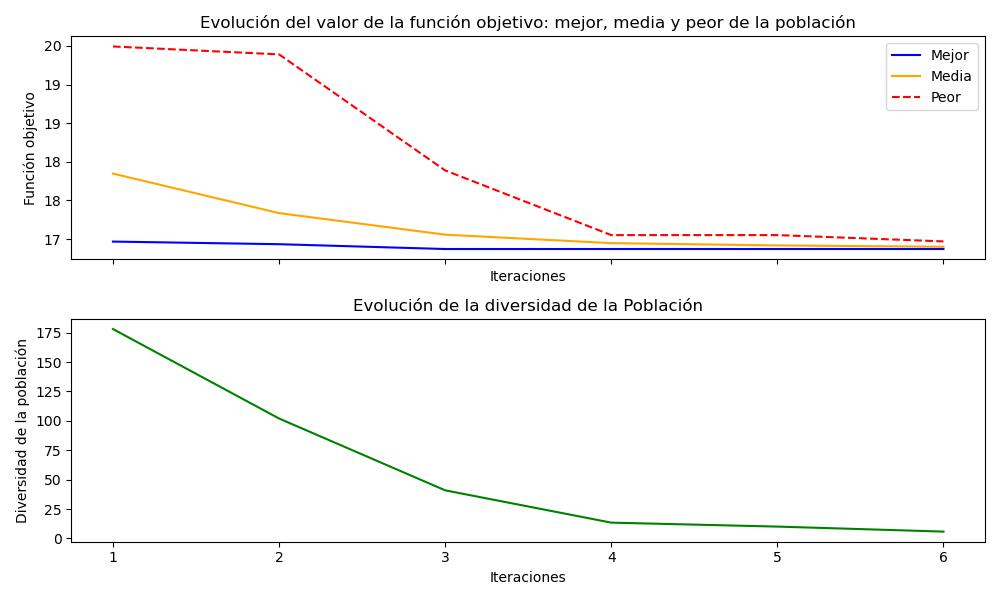 Evolución del valor de la función objetivo: mejor, media y peor de la población
20
19
19
18
18
17
Función objetivo
Mejor
Media
Peor
Iteraciones
Evolución de la diversidad de la Población
175
150
125
100
75
50
25
0
Diversidad de la población
1 2 3 4 5 6
Iteraciones